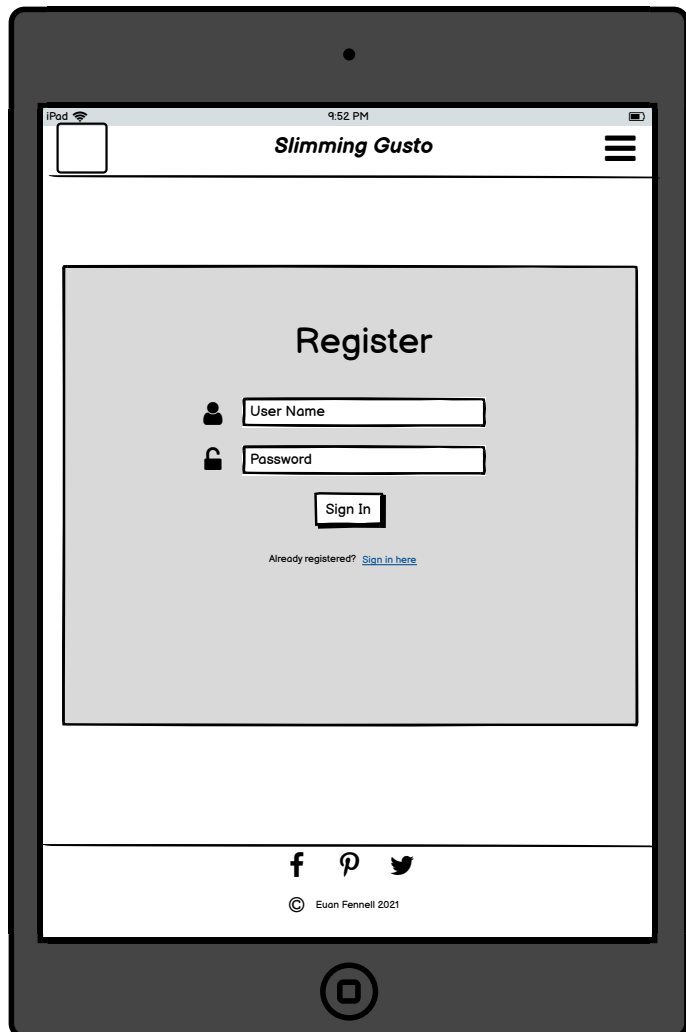 iPad 9:52 PM
Slimming Gusto
Register
User Name
Password
Sign In
Already registered? Sign in here
© Euan Fennell 2021